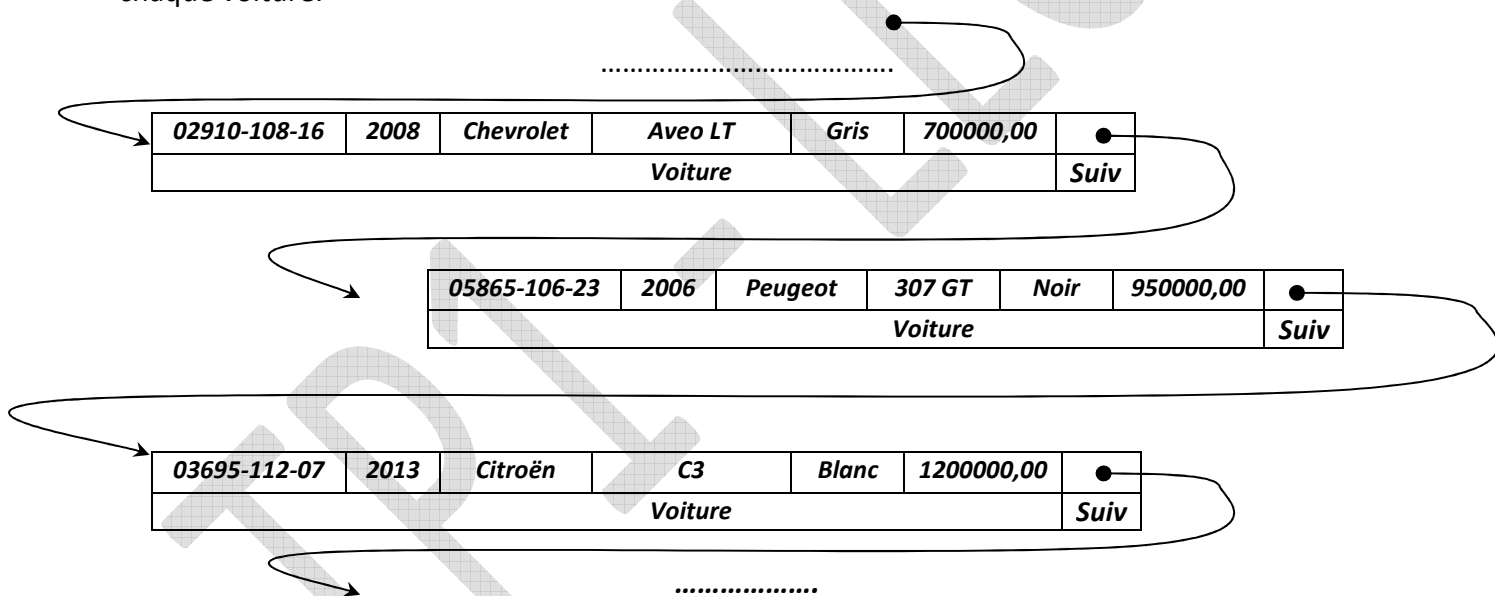 chaque voiture.
…………………………….
02910-108-16 2008 Chevrolet Aveo LT Gris 700000,00
Voiture Suiv
05865-106-23 2006 Peugeot 307 GT Noir 950000,00
Voiture Suiv
03695-112-07 2013 Citroën C3 Blanc 1200000,00
Voiture Suiv
……………….